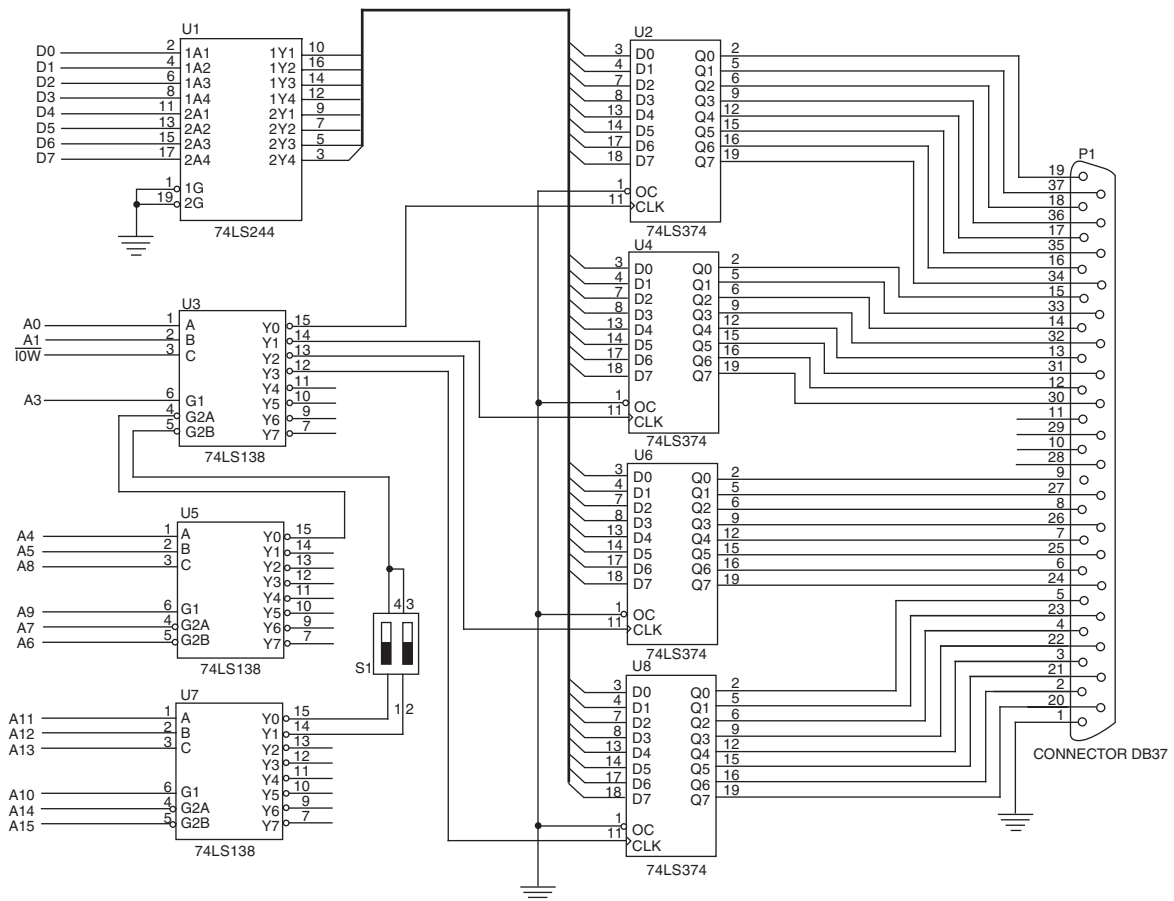 U1
D0 2 1A1 1Y1 10
D1 4 1A2 1Y2 16
D2 6 1A3 1Y3 14
D3 8 1A4 1Y4 12
D4 11 2A1 2Y1 9
D5 13 2A2 2Y2 7
D6 15 2A3 2Y3 5
D7 17 2A4 2Y4 3
1 1G
19 2G
74LS244
U2
3 D0 Q0 2
4 D1 Q1 5
7 D2 Q2 6
8 D3 Q3 9
13 D4 Q4 12
14 D5 Q5 15
17 D6 Q6 16
18 D7 Q7 19
1 OC
11 CLK
74LS374
U3
A0 1 A Y0 15
A1 2 B Y1 14
I0W 3 C Y2 13
Y3 12
Y4 11
A3 6 G1 Y5 10
4 G2A Y6 9
5 G2B Y7 7
74LS138
U4
3 D0 Q0 2
4 D1 Q1 5
7 D2 Q2 6
8 D3 Q3 9
13 D4 Q4 12
14 D5 Q5 15
17 D6 Q6 16
18 D7 Q7 19
1 OC
11 CLK
74LS374
U5
A4 1 A Y0 15
A5 2 B Y1 14
A8 3 C Y2 13
Y3 12
Y4 11
A9 6 G1 Y5 10
A7 4 G2A Y6 9
A6 5 G2B Y7 7
74LS138
4 3
S1
1 2
U6
3 D0 Q0 2
4 D1 Q1 5
7 D2 Q2 6
8 D3 Q3 9
13 D4 Q4 12
14 D5 Q5 15
17 D6 Q6 16
18 D7 Q7 19
1 OC
11 CLK
74LS374
U7
A11 1 A Y0 15
A12 2 B Y1 14
A13 3 C Y2 13
Y3 12
Y4 11
A10 6 G1 Y5 10
A14 4 G2A Y6 9
A15 5 G2B Y7 7
74LS138
U8
3 D0 Q0 2
4 D1 Q1 5
7 D2 Q2 6
8 D3 Q3 9
13 D4 Q4 12
14 D5 Q5 15
17 D6 Q6 16
18 D7 Q7 19
1 OC
11 CLK
74LS374
P1
19
37
18
36
17
35
16
34
15
33
14
32
13
31
12
30
11
29
10
28
9
27
8
26
7
25
6
24
5
23
4
22
3
21
2
20
1
CONNECTOR DB37